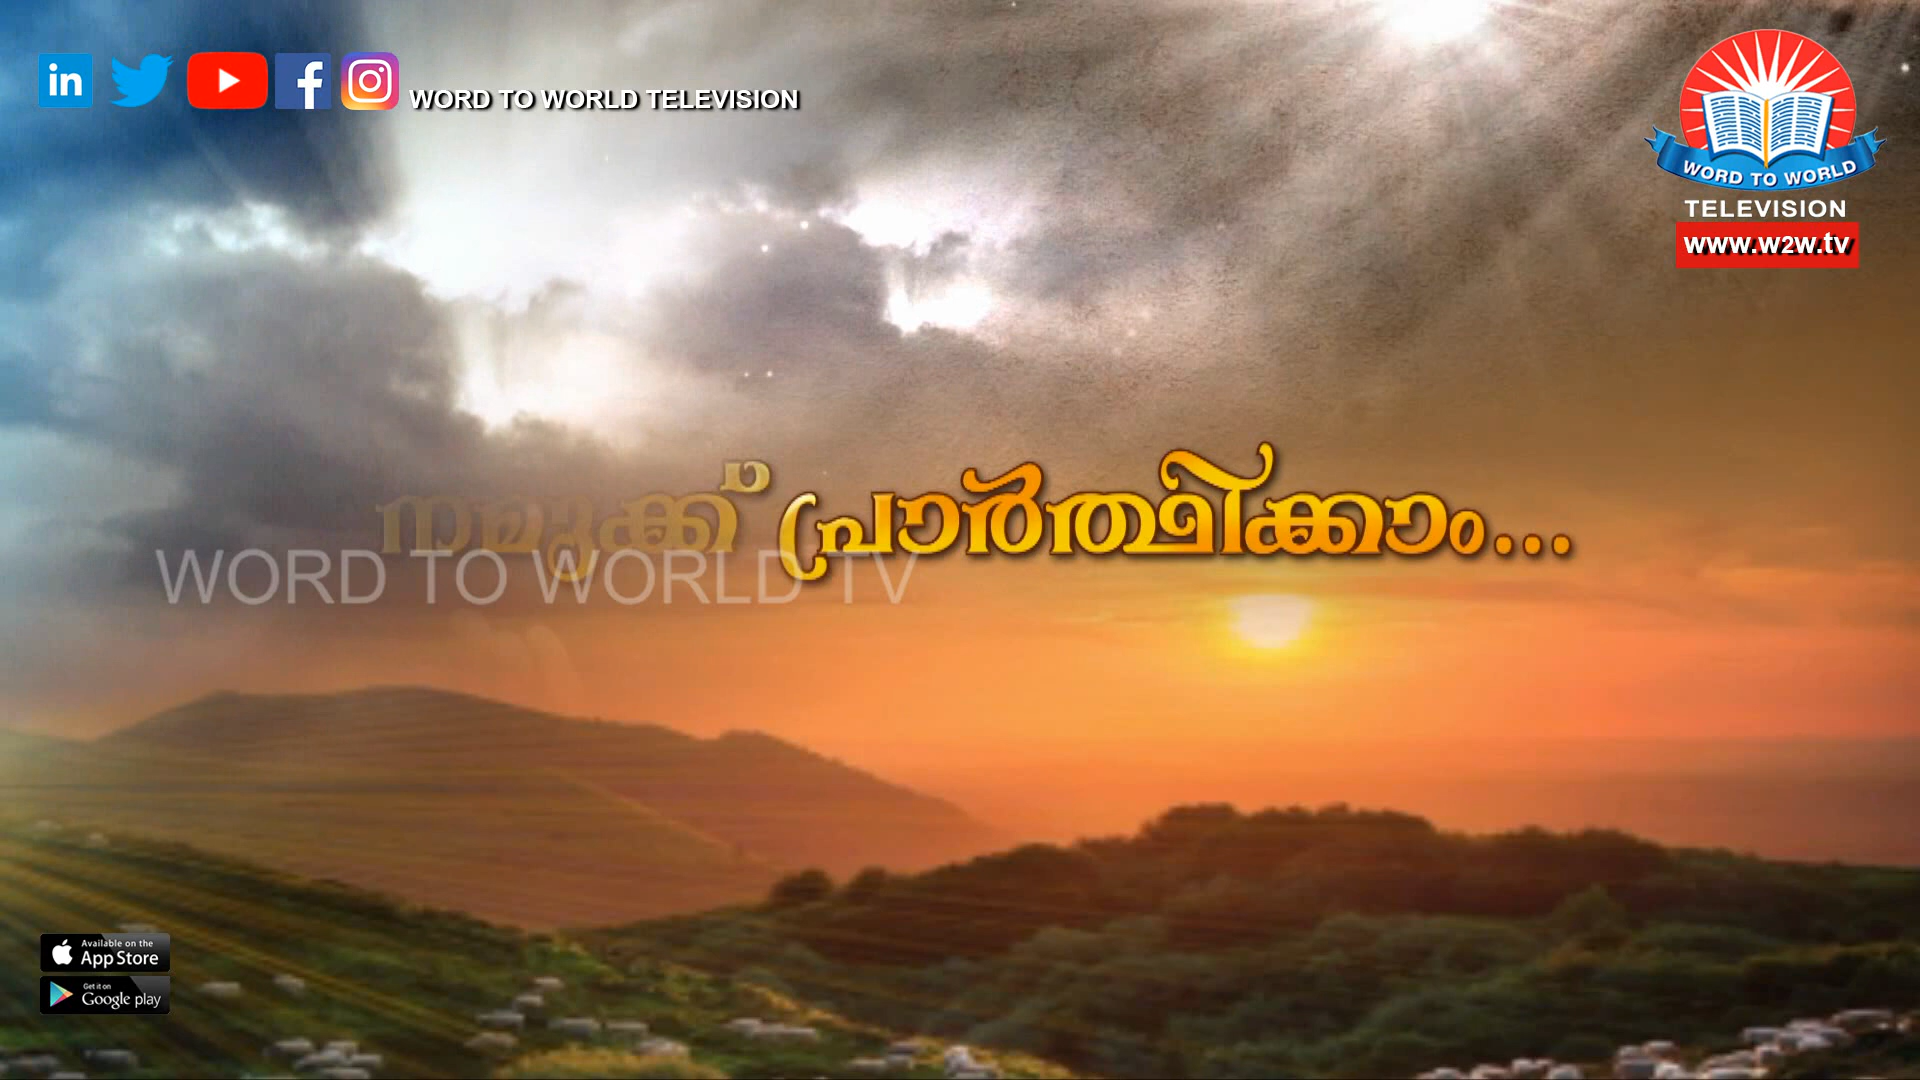 in
WORD TO WORLD TELEVISION
WORD TO WORLD
TELEVISION
www.w2w.tv
നമുക്ക് പ്രാർത്ഥിക്കാം...
WORD TO WORLD TV
Available on the
App Store
Get it on
Google play